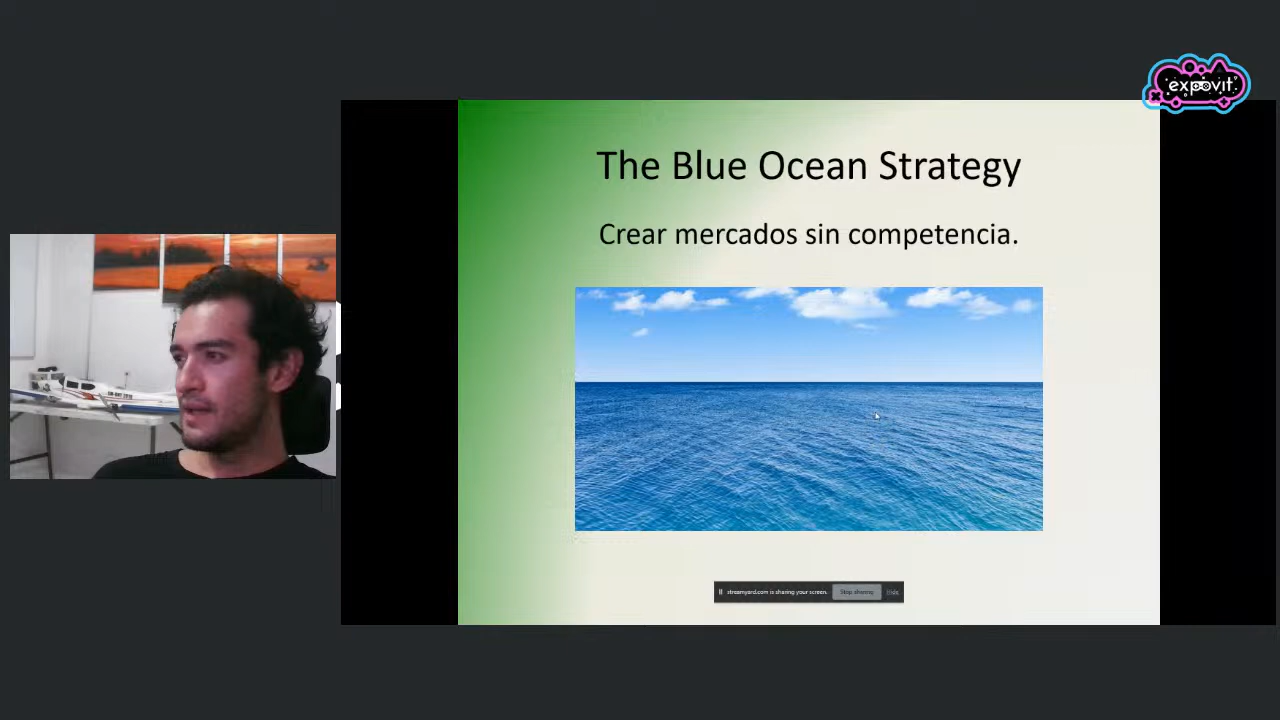 expovit.
The Blue Ocean Strategy
Crear mercados sin competencia.
streamyard.com is sharing your screen. Stop sharing Hide